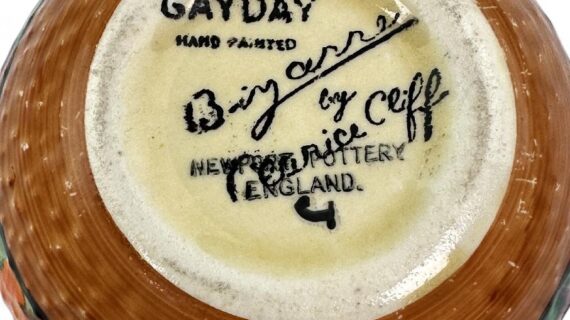 GAYDAY
HAND PAINTED
Bizarre
by
Clarice Cliff
NEWPORT POTTERY
ENGLAND.
4